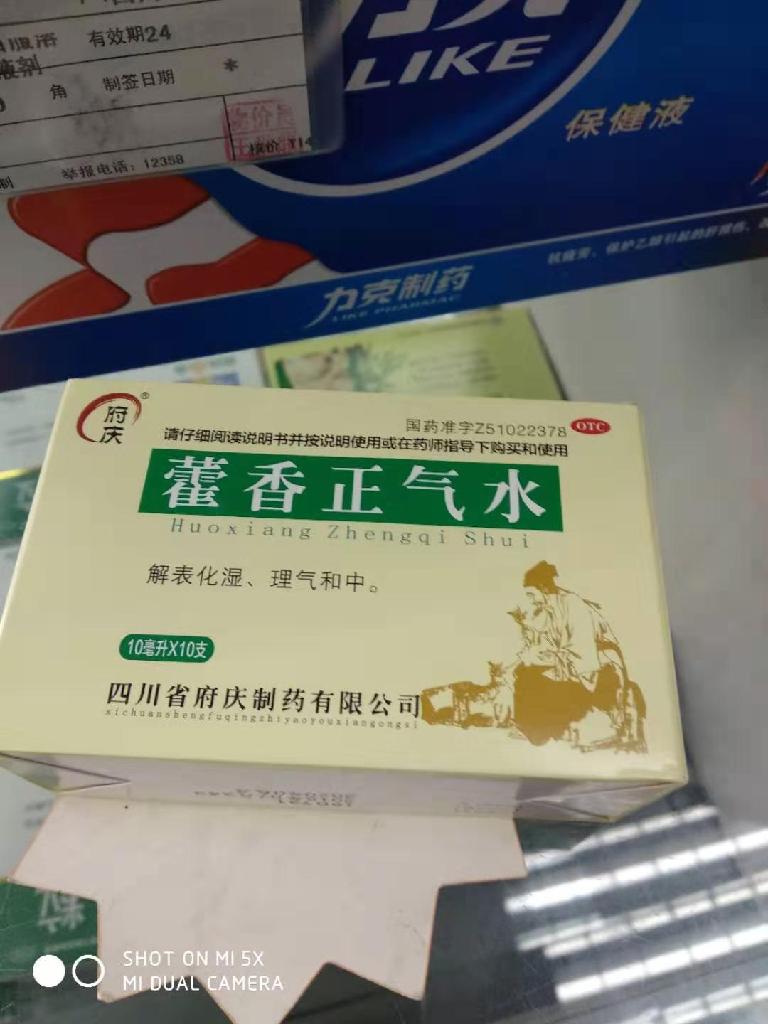 有效期24
角 制签日期 *
举报电话：12358
LIKE
保健液
力克制药
LIKE PHARMAC
府庆®
国药准字Z51022378 OTC
请仔细阅读说明书并按说明使用或在药师指导下购买和使用
藿香正气水
Huoxiang Zhengqi Shui
解表化湿、理气和中。
10毫升X10支
四川省府庆制药有限公司
xichuanshengfuqingzhiyaoyouxiangongsi
SHOT ON MI 5X
MI DUAL CAMERA